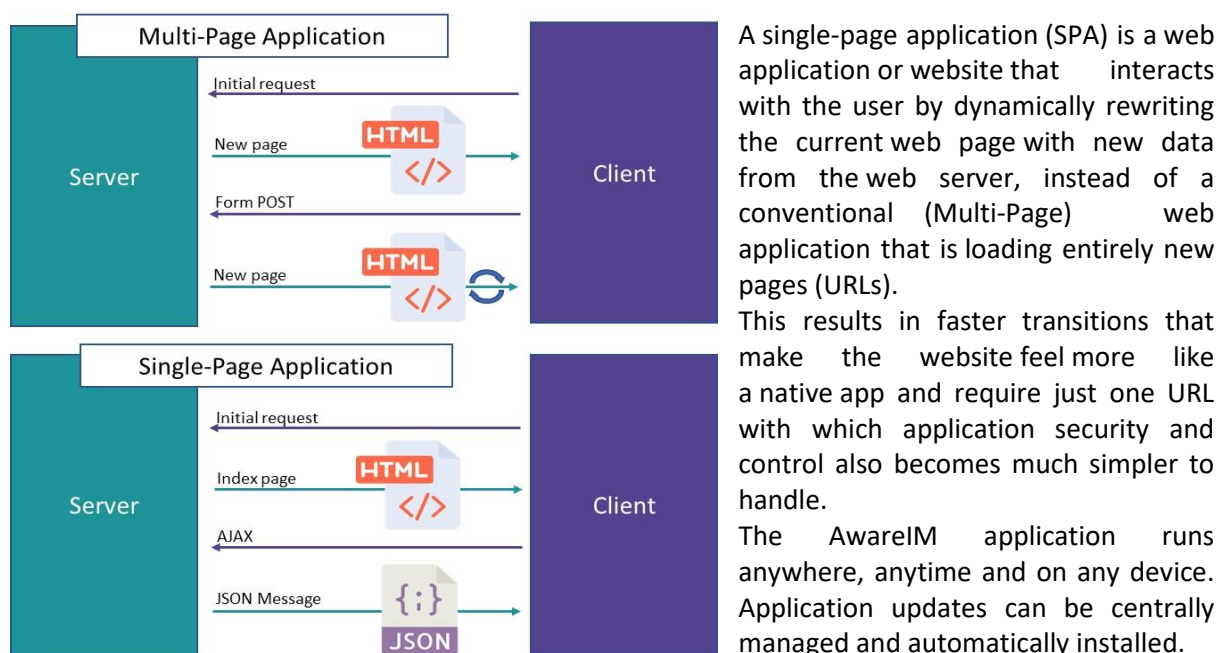 Multi-Page Application
Initial request
HTML
</>
New page
Server
Client
Form POST
HTML
New page
</>
Single-Page Application
Initial request
HTML
Index page
</>
Server
Client
AJAX
JSON Message
{;}
JSON
A single-page application (SPA) is a web
application or website that interacts
with the user by dynamically rewriting
the current web page with new data
from the web server, instead of a
conventional (Multi-Page) web
application that is loading entirely new
pages (URLs).
This results in faster transitions that
make the website feel more like
a native app and require just one URL
with which application security and
control also becomes much simpler to
handle.
The AwareIM application runs
anywhere, anytime and on any device.
Application updates can be centrally
managed and automatically installed.